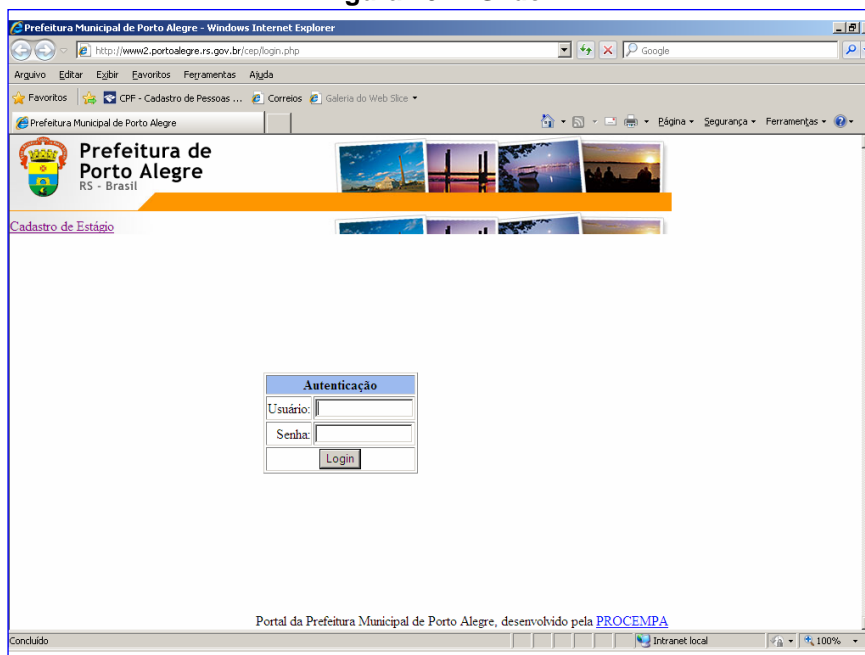 Prefeitura Municipal de Porto Alegre - Windows Internet Explorer
http://www2.portoalegre.rs.gov.br/cep/login.php
Google
Arquivo Editar Exibir Favoritos Ferramentas Ajuda
Favoritos CPF - Cadastro de Pessoas ... Correios Galeria do Web Slice
Prefeitura Municipal de Porto Alegre Página Segurança Ferramentas
Prefeitura de
Porto Alegre
RS - Brasil
Cadastro de Estágio
Autenticação
Usuário:
Senha:
Login
Portal da Prefeitura Municipal de Porto Alegre, desenvolvido pela PROCEMPA
Concluído Intranet local 100%